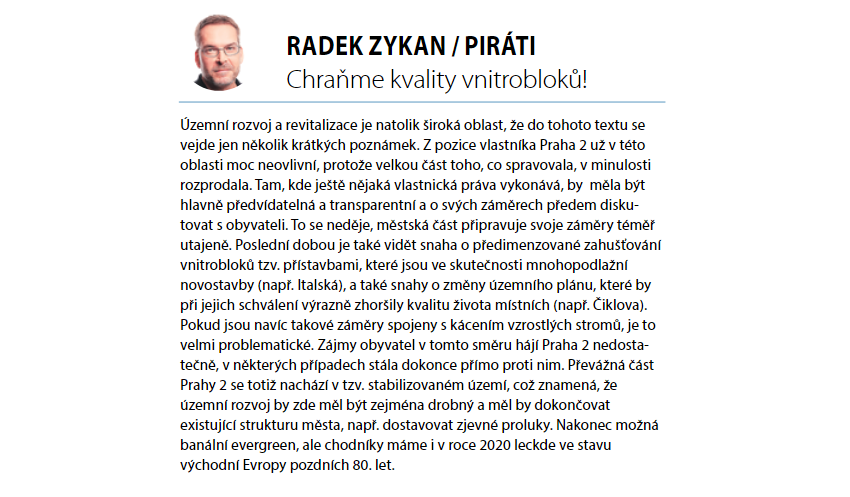 RADEK ZYKAN / PIRÁTI
Chraňme kvality vnitrobloků!
Územní rozvoj a revitalizace je natolik široká oblast, že do tohoto textu se
vejde jen několik krátkých poznámek. Z pozice vlastníka Praha 2 už v této
oblasti moc neovlivní, protože velkou část toho, co spravovala, v minulosti
rozprodala. Tam, kde ještě nějaká vlastnická práva vykonává, by  měla být
hlavně předvídatelná a transparentní a o svých záměrech předem disku-
tovat s obyvateli. To se neděje, městská část připravuje svoje záměry téměř
utajeně. Poslední dobou je také vidět snaha o předimenzované zahušťování
vnitrobloků tzv. přístavbami, které jsou ve skutečnosti mnohopodlažní
novostavby (např. Italská), a také snahy o změny územního plánu, které by
při jejich schválení výrazně zhoršily kvalitu života místních (např. Čiklova).
Pokud jsou navíc takové záměry spojeny s kácením vzrostlých stromů, je to
velmi problematické. Zájmy obyvatel v tomto směru hájí Praha 2 nedosta-
tečně, v některých případech stála dokonce přímo proti nim. Převážná část
Prahy 2 se totiž nachází v tzv. stabilizovaném území, což znamená, že
územní rozvoj by zde měl být zejména drobný a měl by dokončovat
existující strukturu města, např. dostavovat zjevné proluky. Nakonec možná
banální evergreen, ale chodníky máme i v roce 2020 leckde ve stavu
východní Evropy pozdních 80. let.